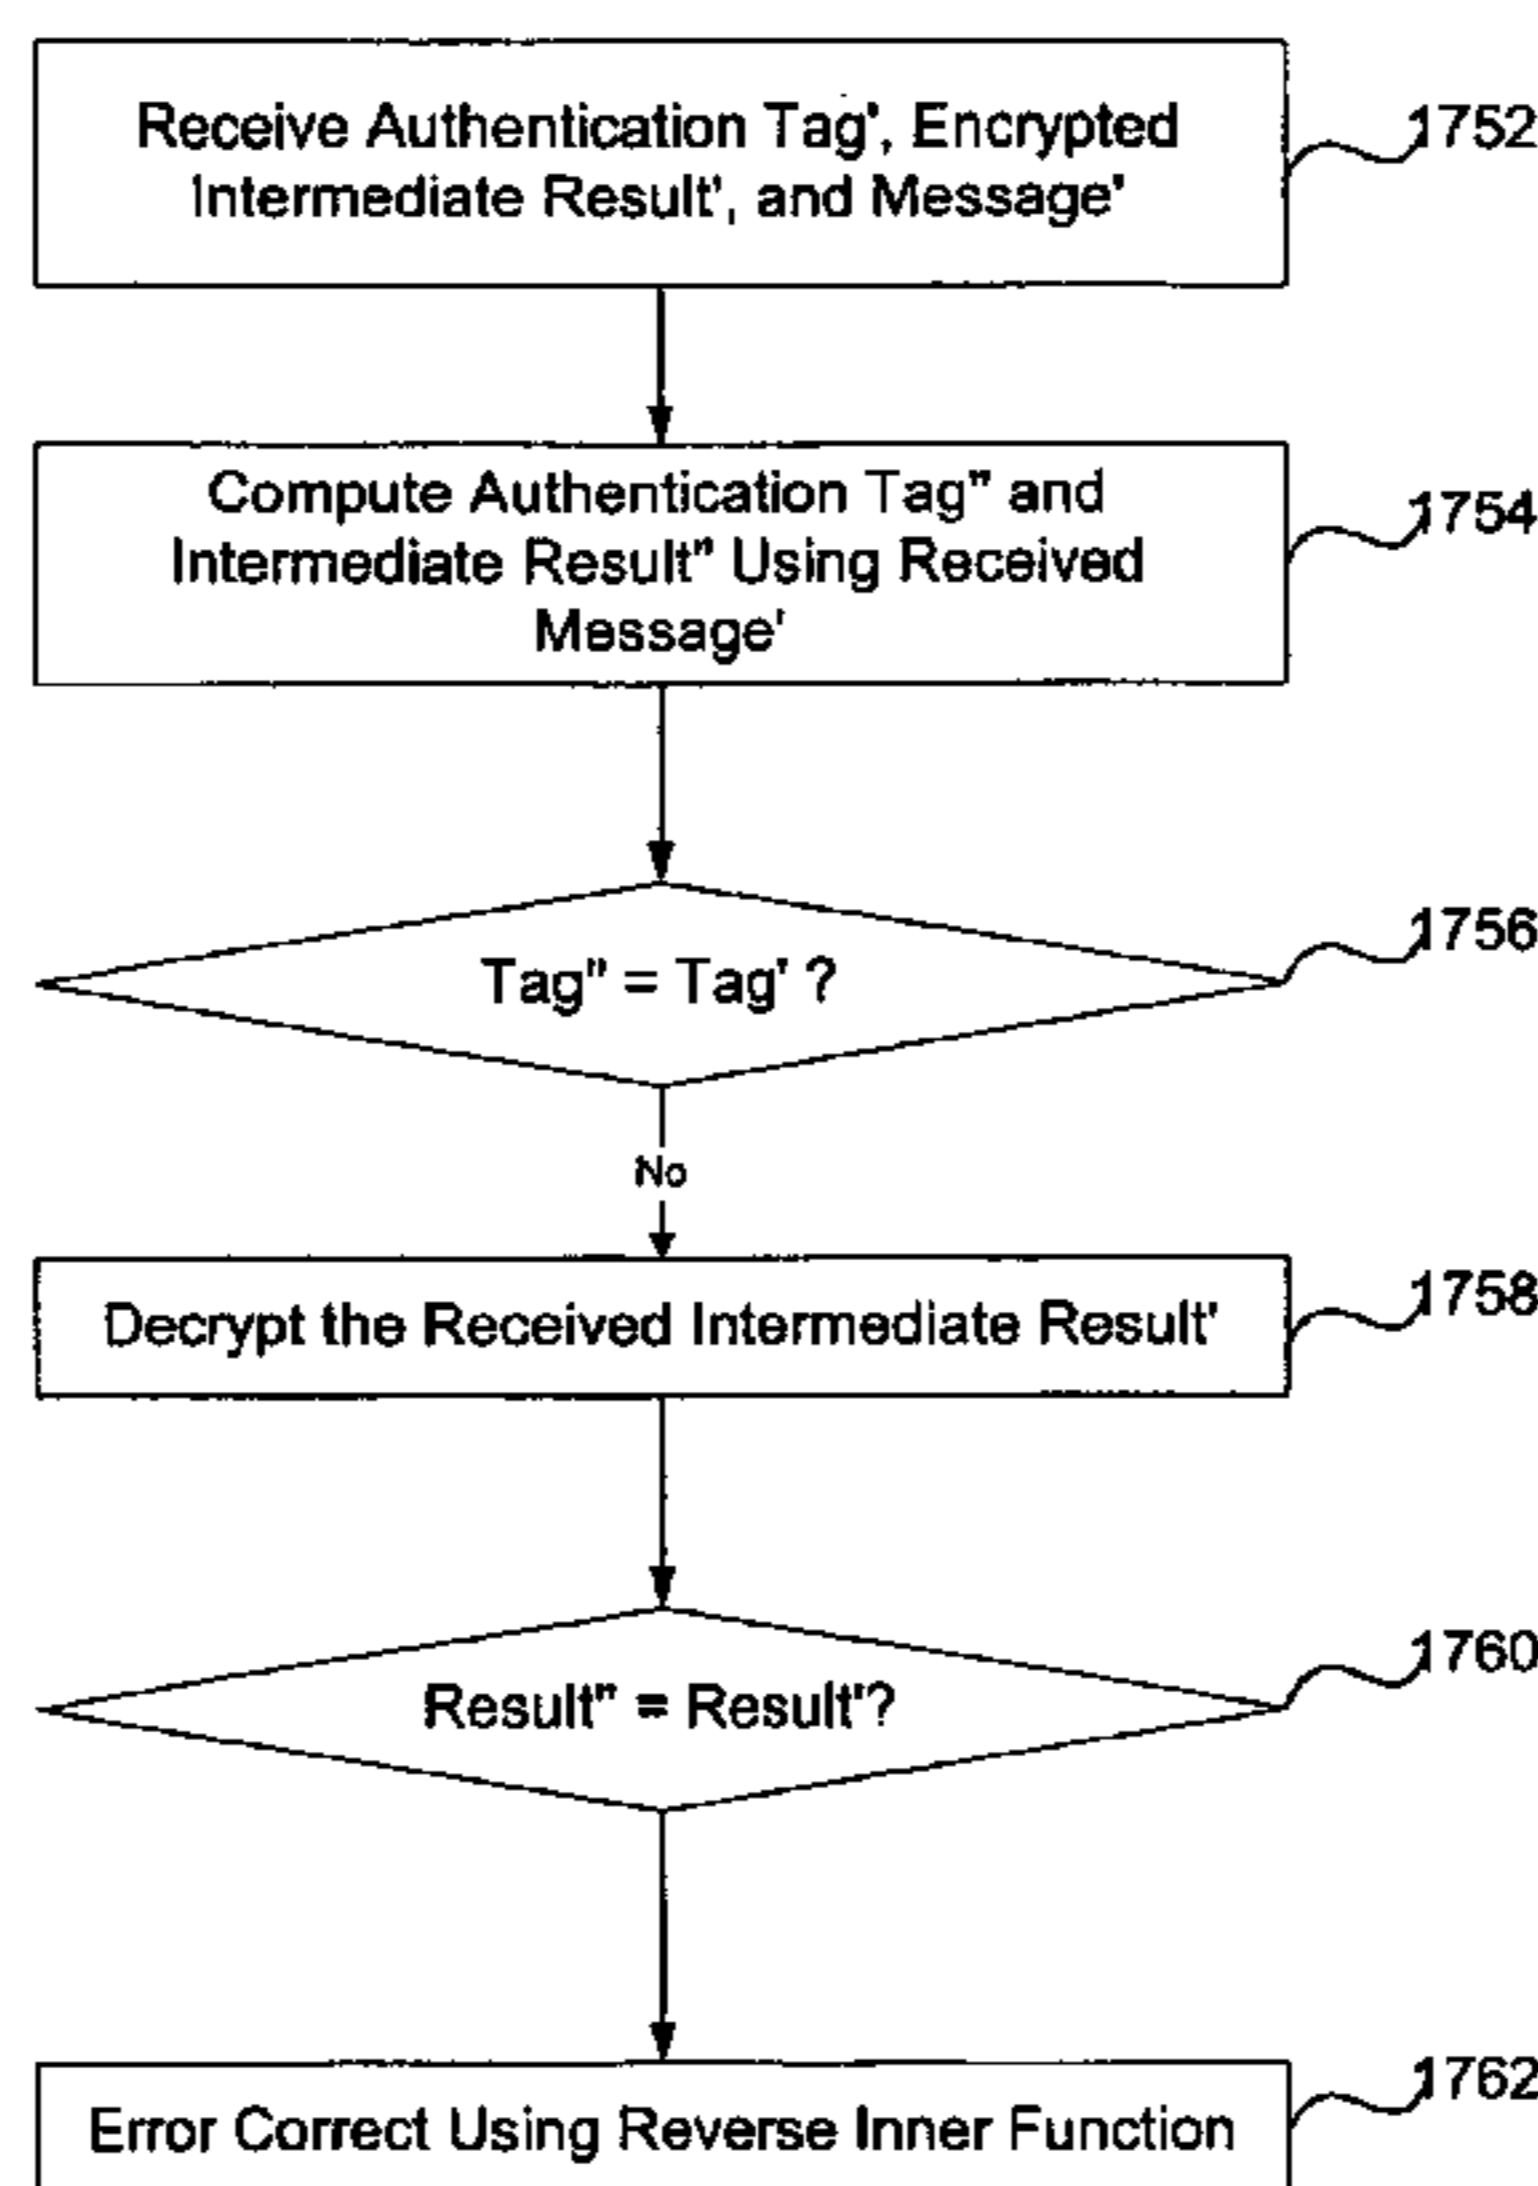 Receive Authentication Tag', Encrypted
Intermediate Result', and Message'
1752
Compute Authentication Tag" and
Intermediate Result" Using Received
Message'
1754
Tag" = Tag' ?
1756
No
Decrypt the Received Intermediate Result'
1758
Result" = Result'?
1760
Error Correct Using Reverse Inner Function
1762